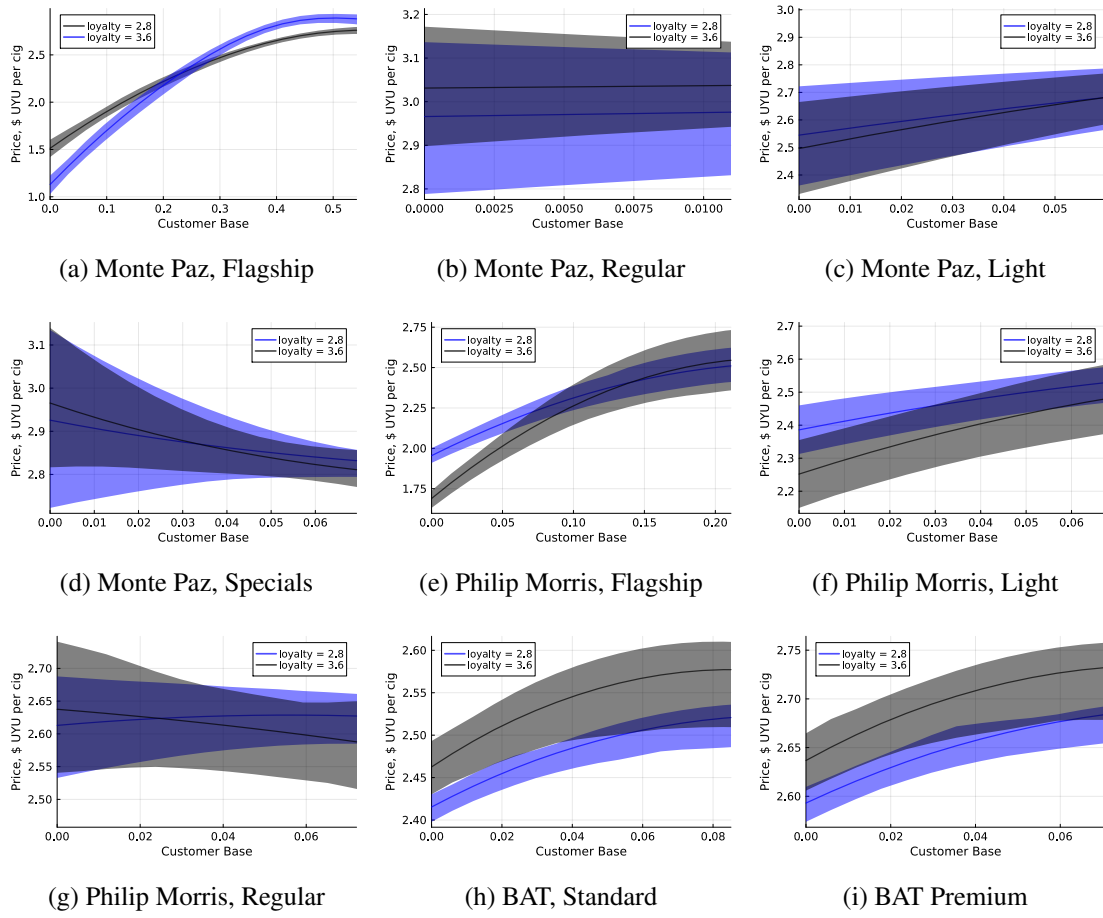 Price, $ UYU per cig
2.5
2.0
1.5
1.0
loyalty = 2.8
loyalty = 3.6
0.0 0.1 0.2 0.3 0.4 0.5
Customer Base
(a) Monte Paz, Flagship
Price, $ UYU per cig
3.2
3.1
3.0
2.9
2.8
loyalty = 2.8
loyalty = 3.6
0.0000 0.0025 0.0050 0.0075 0.0100
Customer Base
(b) Monte Paz, Regular
Price, $ UYU per cig
3.0
2.9
2.8
2.7
2.6
2.5
2.4
loyalty = 2.8
loyalty = 3.6
0.00 0.01 0.02 0.03 0.04 0.05
Customer Base
(c) Monte Paz, Light
Price, $ UYU per cig
3.1
3.0
2.9
2.8
loyalty = 2.8
loyalty = 3.6
0.00 0.01 0.02 0.03 0.04 0.05 0.06
Customer Base
(d) Monte Paz, Specials
Price, $ UYU per cig
2.75
2.50
2.25
2.00
1.75
loyalty = 2.8
loyalty = 3.6
0.00 0.05 0.10 0.15 0.20
Customer Base
(e) Philip Morris, Flagship
Price, $ UYU per cig
2.7
2.6
2.5
2.4
2.3
2.2
loyalty = 2.8
loyalty = 3.6
0.00 0.01 0.02 0.03 0.04 0.05 0.06
Customer Base
(f) Philip Morris, Light
Price, $ UYU per cig
2.70
2.65
2.60
2.55
2.50
loyalty = 2.8
loyalty = 3.6
0.00 0.02 0.04 0.06
Customer Base
(g) Philip Morris, Regular
Price, $ UYU per cig
2.60
2.55
2.50
2.45
2.40
loyalty = 2.8
loyalty = 3.6
0.00 0.02 0.04 0.06 0.08
Customer Base
(h) BAT, Standard
Price, $ UYU per cig
2.75
2.70
2.65
2.60
loyalty = 2.8
loyalty = 3.6
0.00 0.02 0.04 0.06
Customer Base
(i) BAT Premium